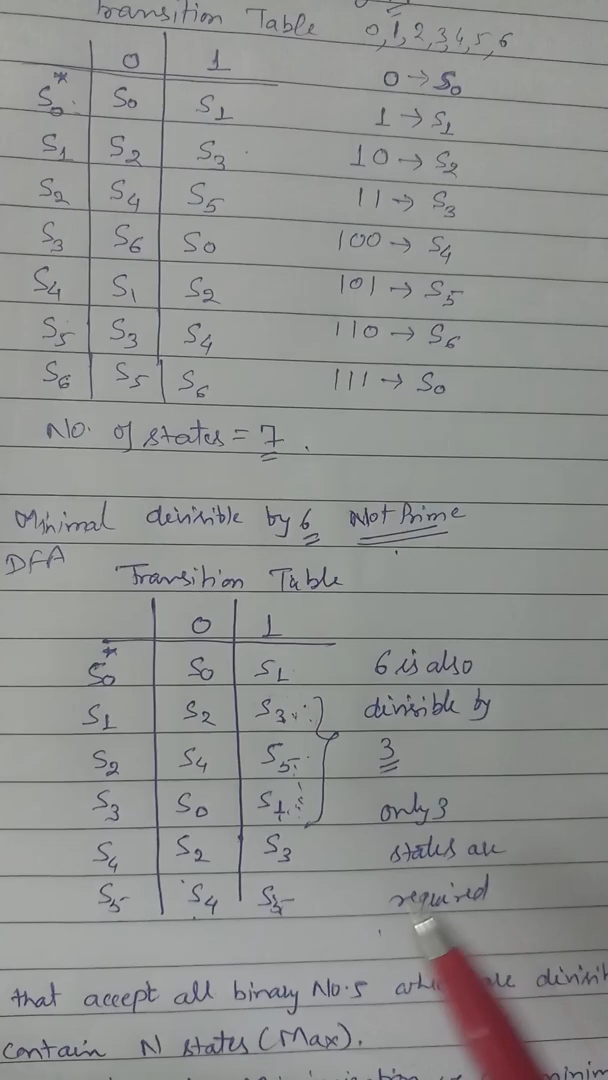 Transition Table 0,1,2,3,4,5,6
0 1
S0* S0 S1 0 → S0
S1 S2 S3 1 → S1
S2 S4 S5 10 → S2
S3 S6 S0 11 → S3
S4 S1 S2 100 → S4
S5 S3 S4 101 → S5
S6 S5 S6 110 → S6
111 → S0
No. of states = 7.
Minimal devisible by 6 Not Prime
DFA Transition Table
0 1
S0* S0 S1 6 is also
S1 S2 S3 divisible by
S2 S4 S5 3
S3 S0 S1 only 3
S4 S2 S3 states are
S5 S4 S5 required
that accept all binary No.s
contain N states (Max).